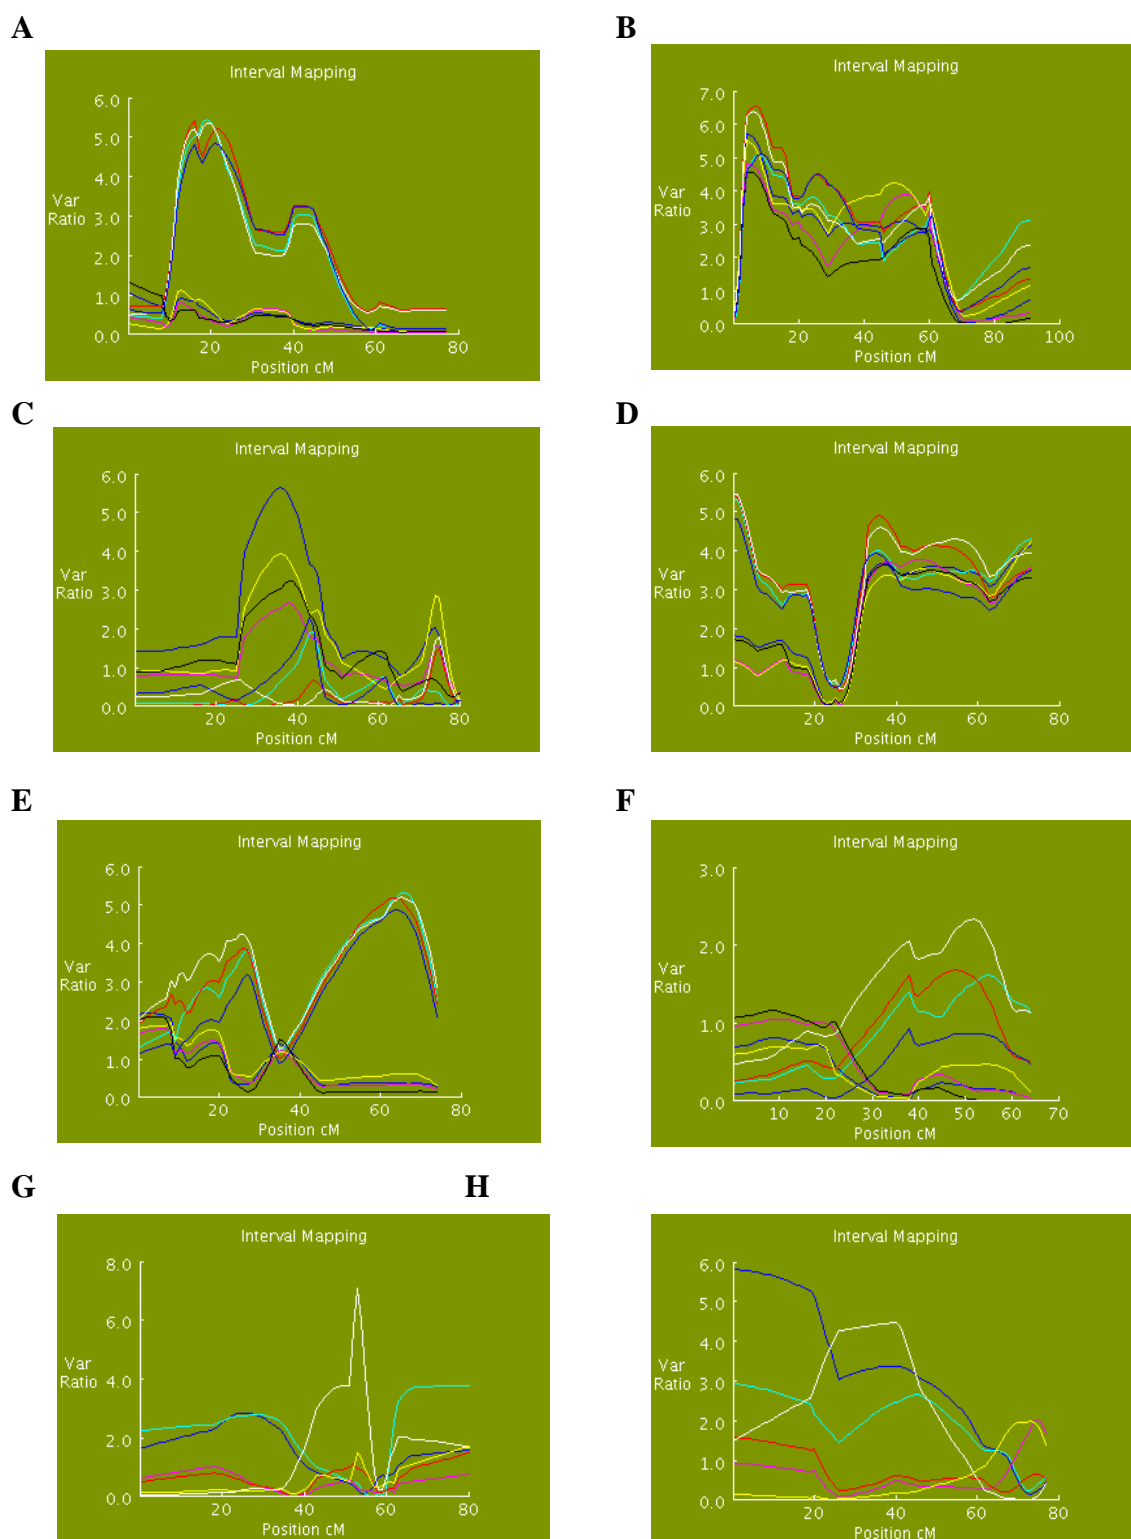 A
Interval Mapping
6.0
5.0
4.0
3.0
2.0
1.0
0.0
Var
Ratio
20 40 60 80
Position cM
B
Interval Mapping
7.0
6.0
5.0
4.0
3.0
2.0
1.0
0.0
Var
Ratio
20 40 60 80 100
Position cM
C
Interval Mapping
6.0
5.0
4.0
3.0
2.0
1.0
0.0
Var
Ratio
20 40 60 80
Position cM
D
Interval Mapping
6.0
5.0
4.0
3.0
2.0
1.0
0.0
Var
Ratio
20 40 60 80
Position cM
E
Interval Mapping
6.0
5.0
4.0
3.0
2.0
1.0
0.0
Var
Ratio
20 40 60 80
Position cM
F
Interval Mapping
3.0
2.0
1.0
0.0
Var
Ratio
10 20 30 40 50 60 70
Position cM
G
Interval Mapping
8.0
6.0
4.0
2.0
0.0
Var
Ratio
20 40 60 80
Position cM
H
Interval Mapping
6.0
5.0
4.0
3.0
2.0
1.0
0.0
Var
Ratio
20 40 60 80
Position cM